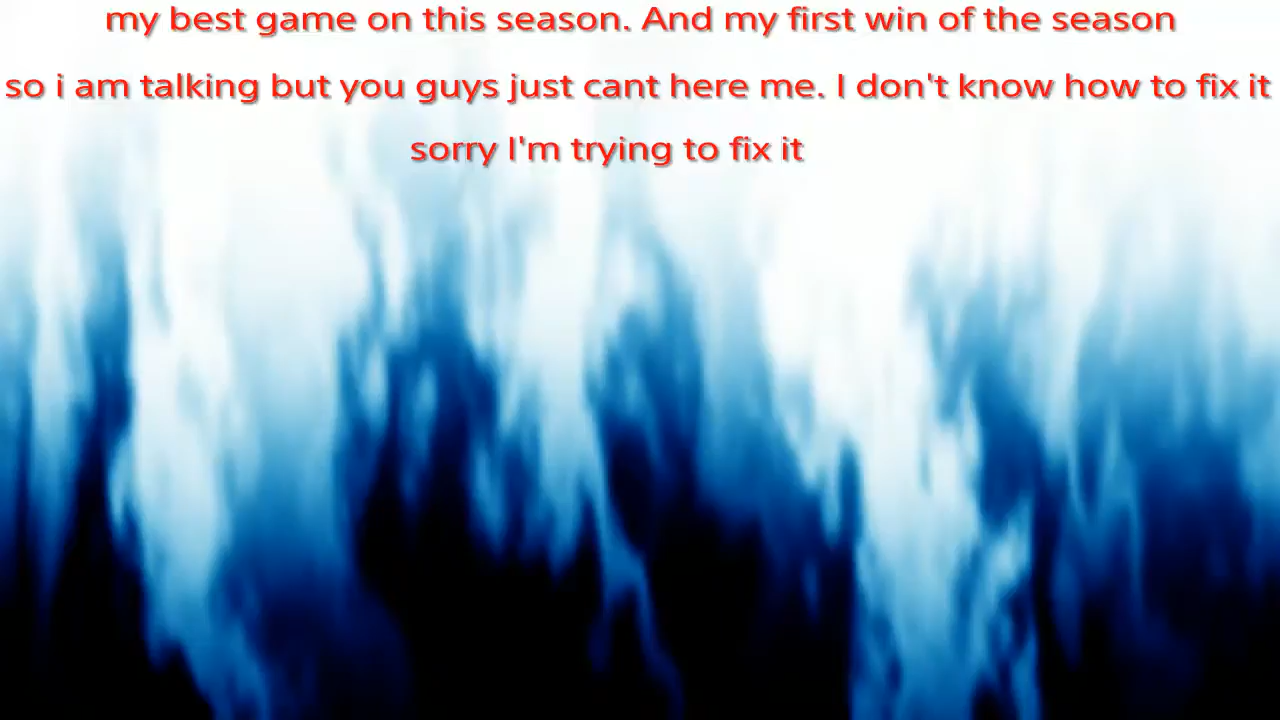 my best game on this season. And my first win of the season
so i am talking but you guys just cant here me. I don't know how to fix it
sorry I'm trying to fix it